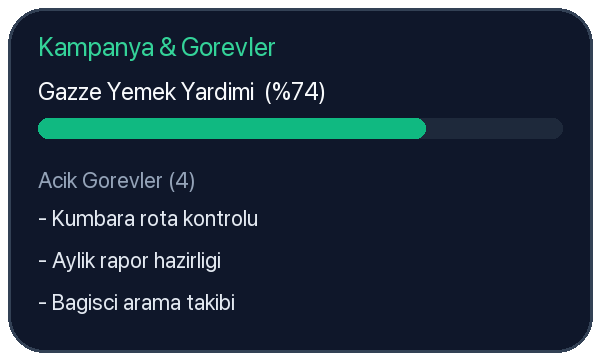 Kampanya & Gorevler
Gazze Yemek Yardimi (%74)
Acik Gorevler (4)
- Kumbara rota kontrolu
- Aylik rapor hazirligi
- Bagisci arama takibi